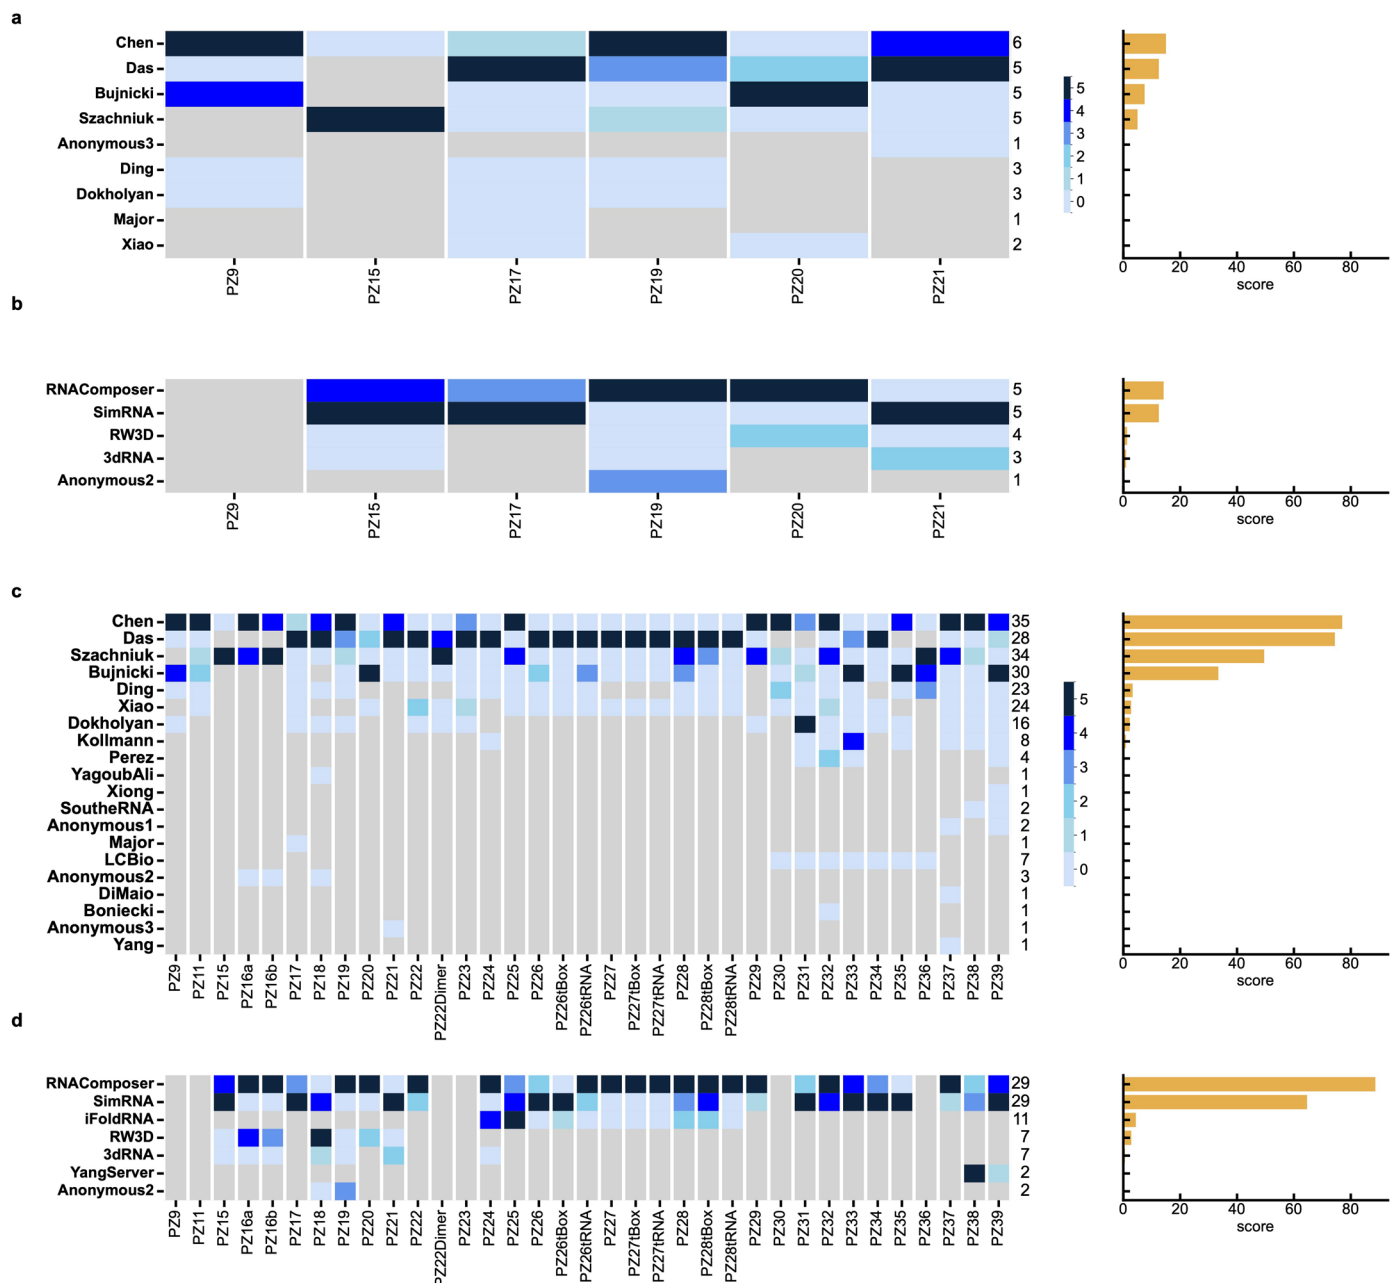 a
Chen 6
Das 5
Bujnicki 5
Szachniuk 5
Anonymous3 1
Ding 3
Dokholyan 3
Major 1
Xiao 2
PZ9 PZ15 PZ17 PZ19 PZ20 PZ21
5
4
3
2
1
0
0 20 40 60 80
score
b
RNAComposer 5
SimRNA 5
RW3D 4
3dRNA 3
Anonymous2 1
PZ9 PZ15 PZ17 PZ19 PZ20 PZ21
0 20 40 60 80
score
c
Chen 35
Das 28
Szachniuk 34
Bujnicki 30
Ding 23
Xiao 24
Dokholyan 16
Kollmann 8
Perez 4
YagoubAli 1
Xiong 1
SoutheRNA 2
Anonymous1 2
Major 1
LCBio 7
Anonymous2 3
DiMaio 1
Boniecki 1
Anonymous3 1
Yang 1
PZ9 PZ11 PZ15 PZ16a PZ16b PZ17 PZ18 PZ19 PZ20 PZ21 PZ22 PZ22Dimer PZ23 PZ24 PZ25 PZ26 PZ26tBox PZ26tRNA PZ27 PZ27tBox PZ27tRNA PZ28 PZ28tBox PZ28tRNA PZ29 PZ30 PZ31 PZ32 PZ33 PZ34 PZ35 PZ36 PZ37 PZ38 PZ39
5
4
3
2
1
0
0 20 40 60 80
score
d
RNAComposer 29
SimRNA 29
iFoldRNA 11
RW3D 7
3dRNA 7
YangServer 2
Anonymous2 2
PZ9 PZ11 PZ15 PZ16a PZ16b PZ17 PZ18 PZ19 PZ20 PZ21 PZ22 PZ22Dimer PZ23 PZ24 PZ25 PZ26 PZ26tBox PZ26tRNA PZ27 PZ27tBox PZ27tRNA PZ28 PZ28tBox PZ28tRNA PZ29 PZ30 PZ31 PZ32 PZ33 PZ34 PZ35 PZ36 PZ37 PZ38 PZ39
0 20 40 60 80
score